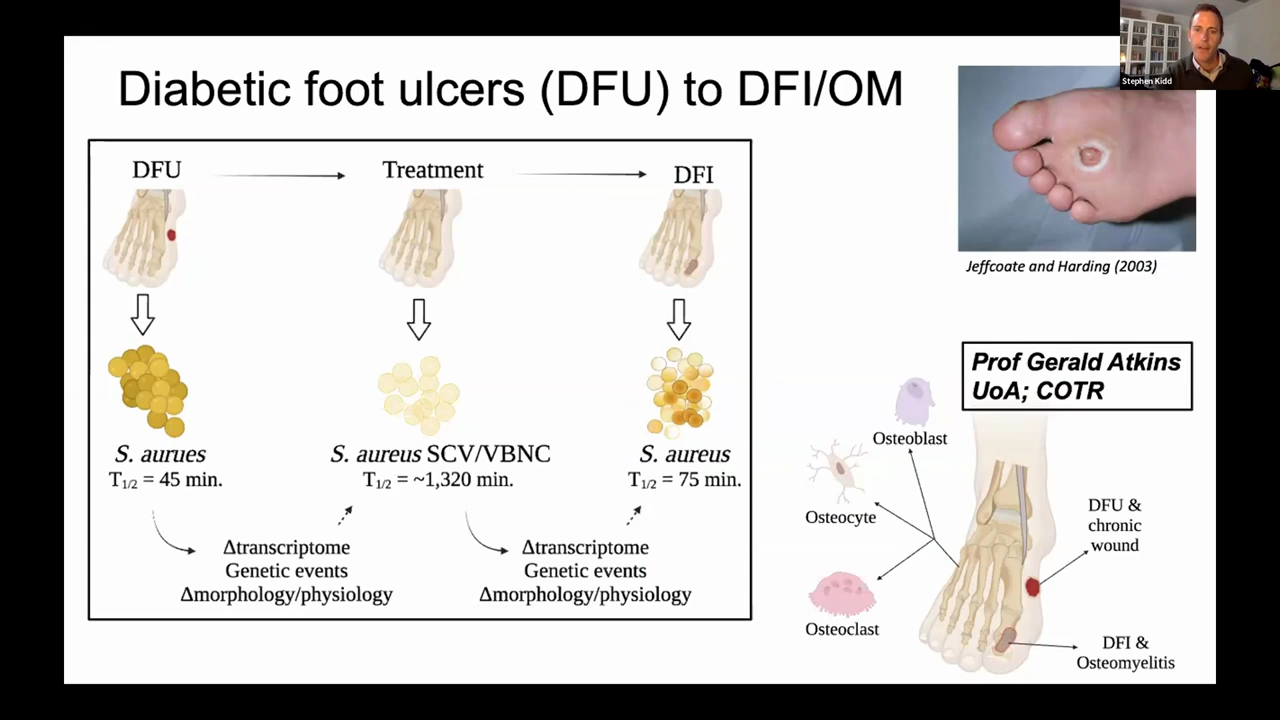 Stephen Kidd
Diabetic foot ulcers (DFU) to DFI/OM
DFU
Treatment
DFI
S. aurues
T1/2 = 45 min.
S. aureus SCV/VBNC
T1/2 = ~1,320 min.
S. aureus
T1/2 = 75 min.
Δtranscriptome
Genetic events
Δmorphology/physiology
Δtranscriptome
Genetic events
Δmorphology/physiology
Jeffcoate and Harding (2003)
Prof Gerald Atkins
UoA; COTR
Osteoblast
Osteocyte
Osteoclast
DFU &
chronic
wound
DFI &
Osteomyelitis